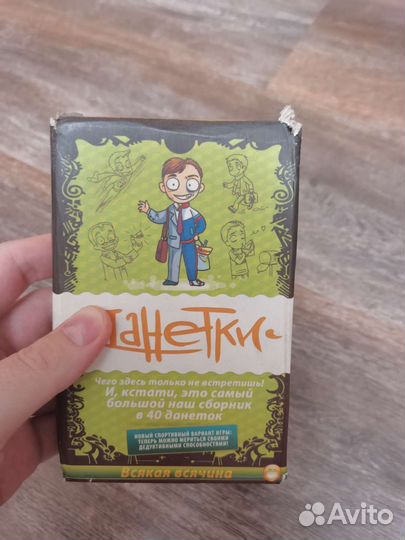 Данетки
Чего здесь только не встретишь!
И, кстати, это самый
большой наш сборник
в 40 данеток
НОВЫЙ СПОРТИВНЫЙ ВАРИАНТ ИГРЫ:
ТЕПЕРЬ МОЖНО МЕРИТЬСЯ СВОИМИ
ДЕДУКТИВНЫМИ СПОСОБНОСТЯМИ!
Всякая всячина
Avito